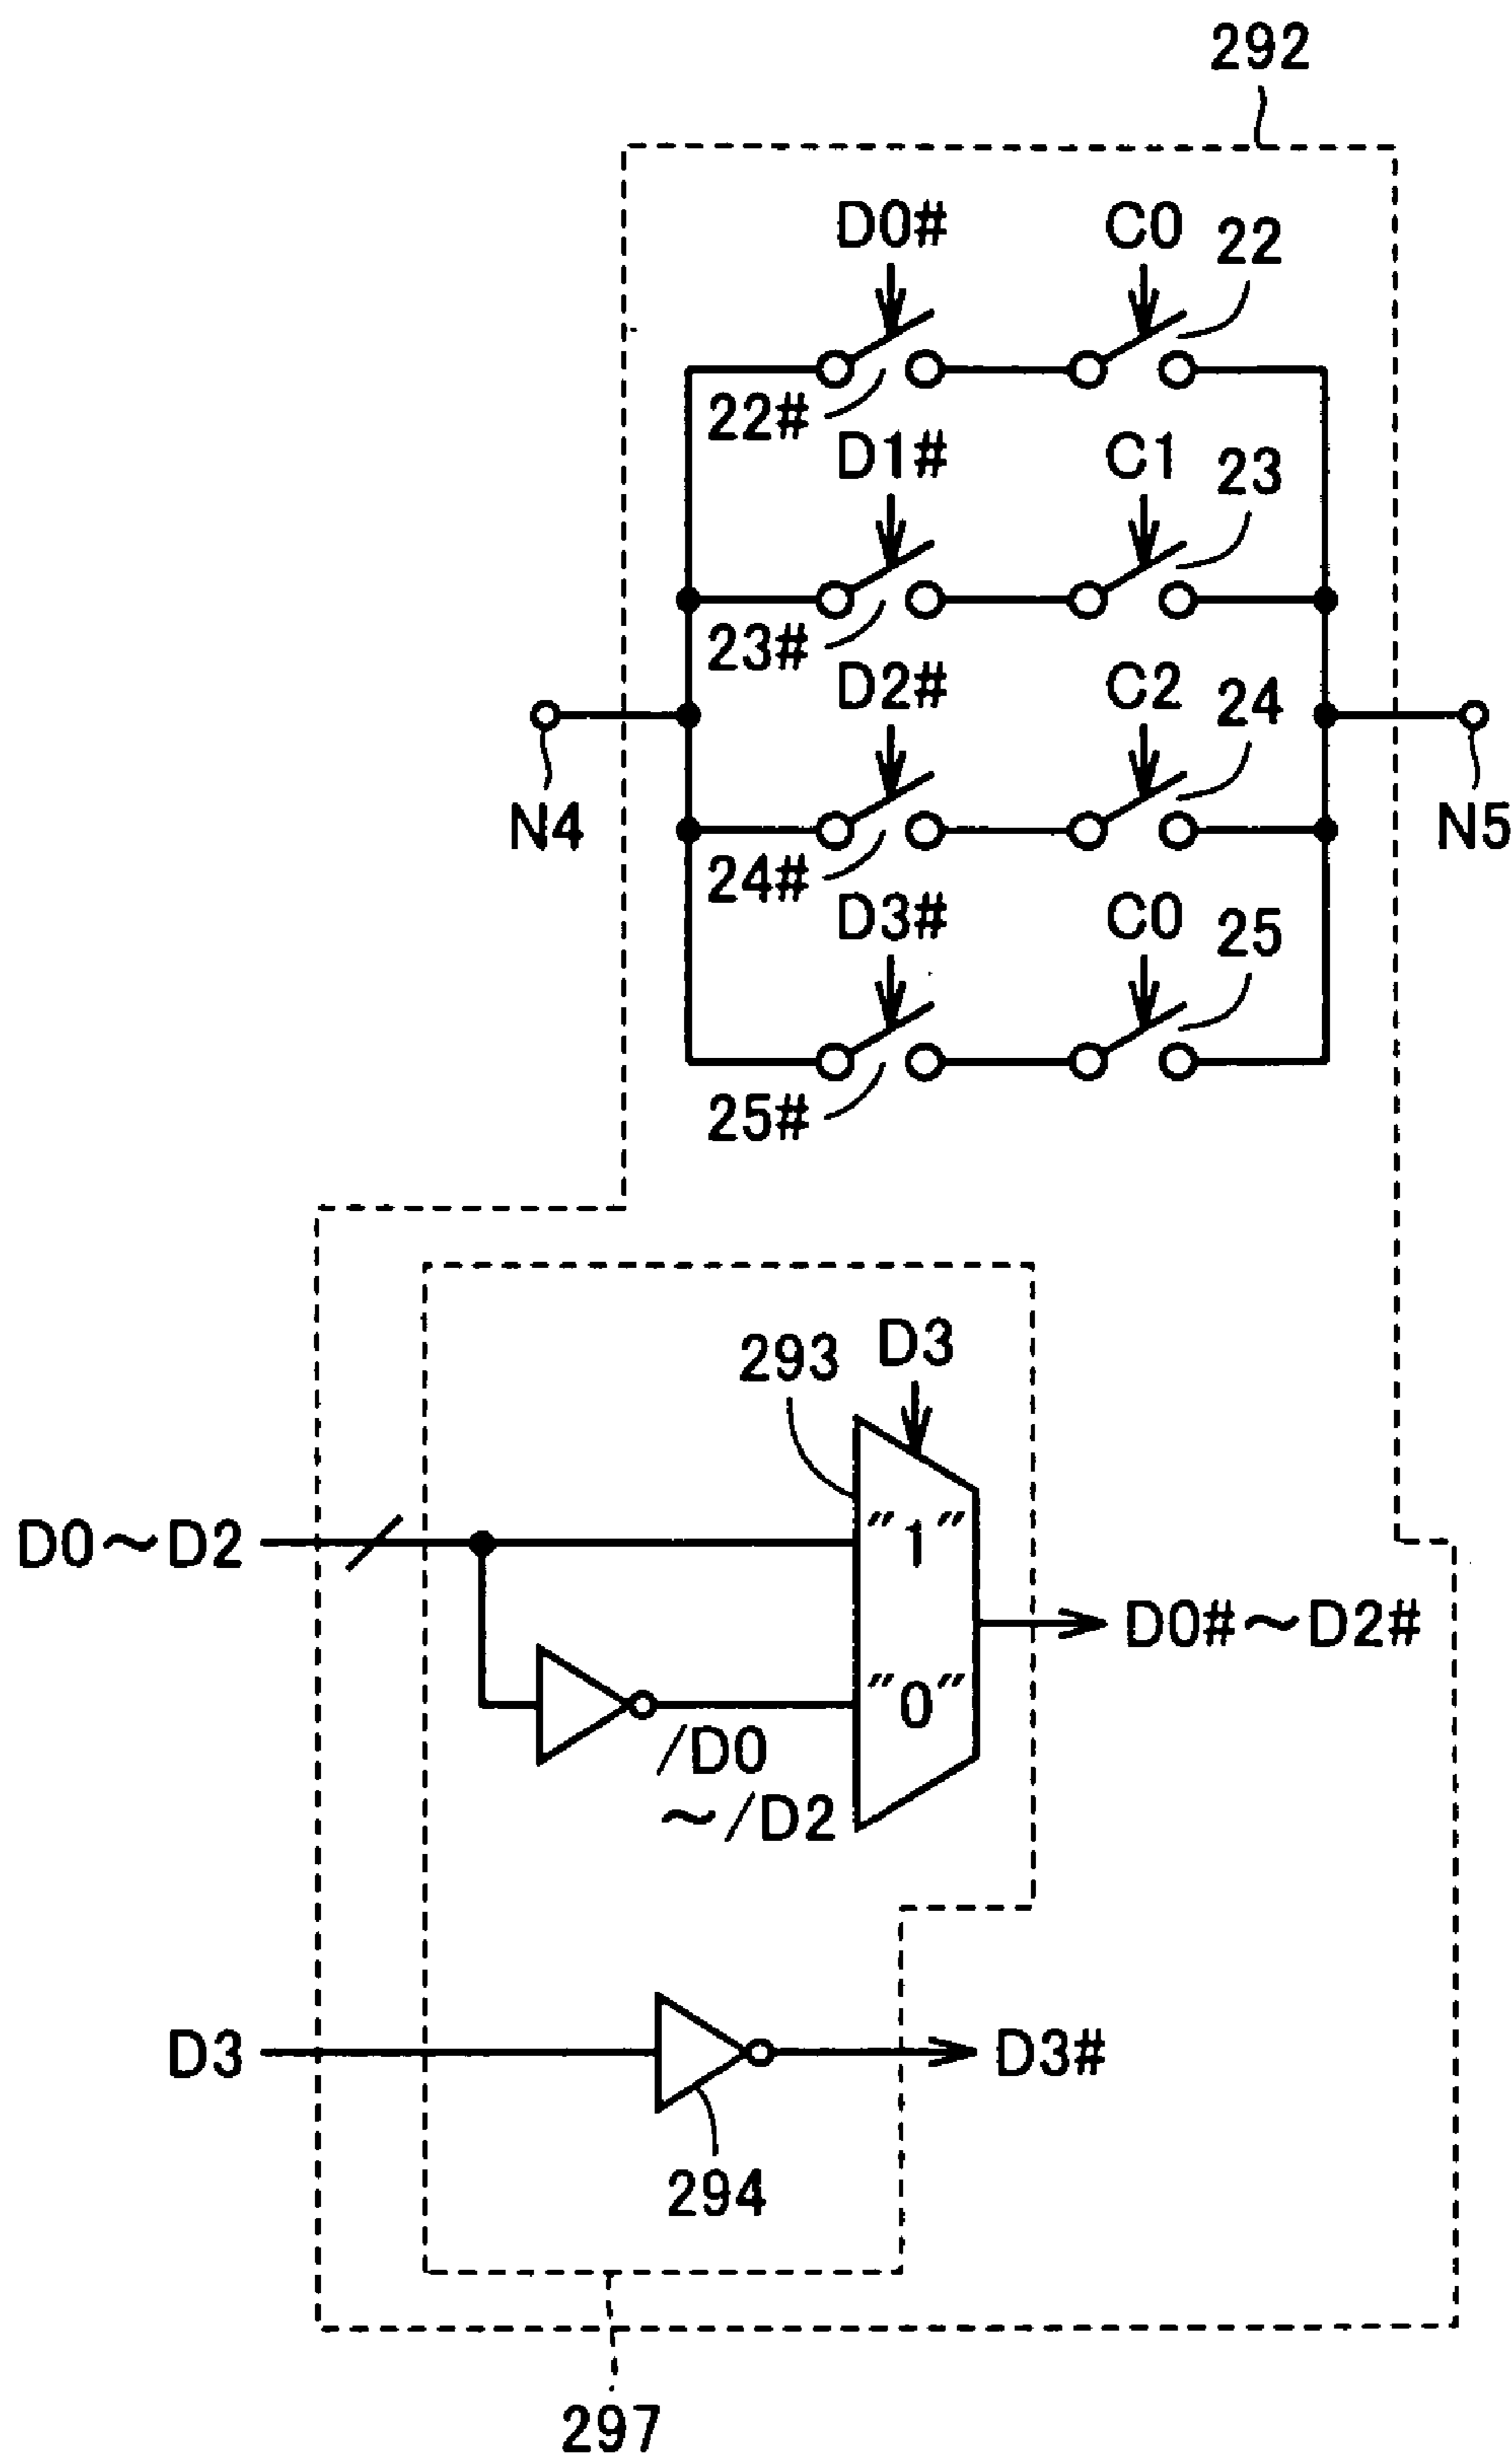 292
D0# C0 22
22#
D1# C1 23
23#
D2# C2 24
N4 24# N5
D3# C0 25
25#
293 D3
D0～D2 "1"
D0#～D2#
"0"
/D0
～/D2
D3 D3#
294
297